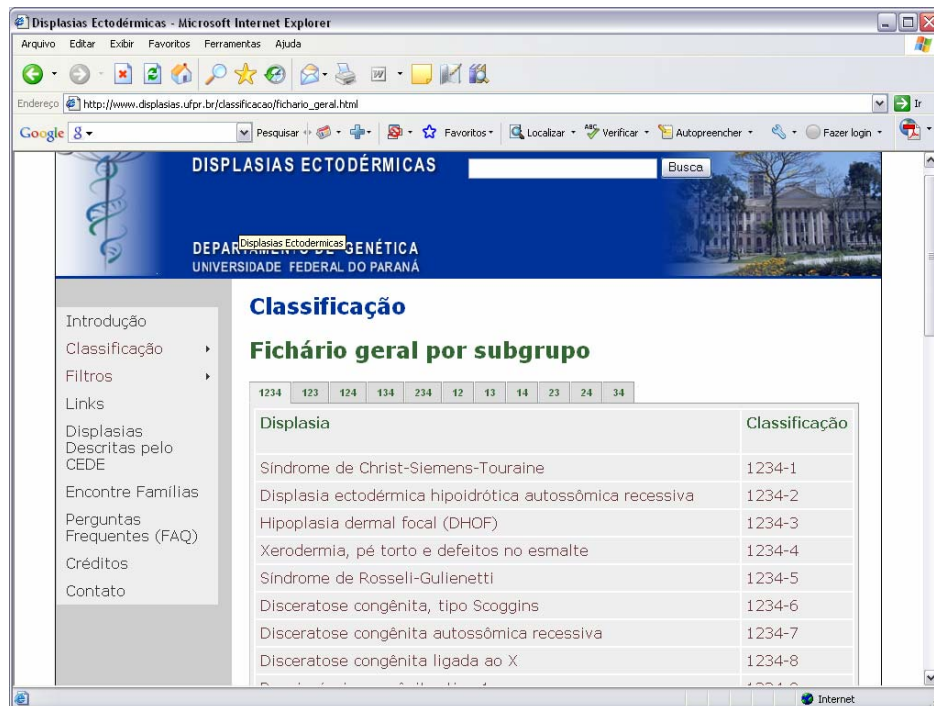 Displasias Ectodérmicas - Microsoft Internet Explorer
Arquivo Editar Exibir Favoritos Ferramentas Ajuda
Endereço http://www.displasias.ufpr.br/classificacao/fichario_geral.html Ir
Google Pesquisar Favoritos Localizar Verificar Autopreencher Fazer login
DISPLASIAS ECTODÉRMICAS Busca
Displasias Ectodermicas
GENÉTICA
UNIVERSIDADE FEDERAL DO PARANÁ
Introdução
Classificação
Filtros
Links
Displasias
Descritas pelo
CEDE
Encontre Famílias
Perguntas
Frequentes (FAQ)
Créditos
Contato
Classificação
Fichário geral por subgrupo
1234 123 124 134 234 12 13 14 23 24 34
Displasia Classificação
Síndrome de Christ-Siemens-Touraine 1234-1
Displasia ectodérmica hipoidrótica autossômica recessiva 1234-2
Hipoplasia dermal focal (DHOF) 1234-3
Xerodermia, pé torto e defeitos no esmalte 1234-4
Síndrome de Rosseli-Gulienetti 1234-5
Disceratose congênita, tipo Scoggins 1234-6
Disceratose congênita autossômica recessiva 1234-7
Disceratose congênita ligada ao X 1234-8
Internet